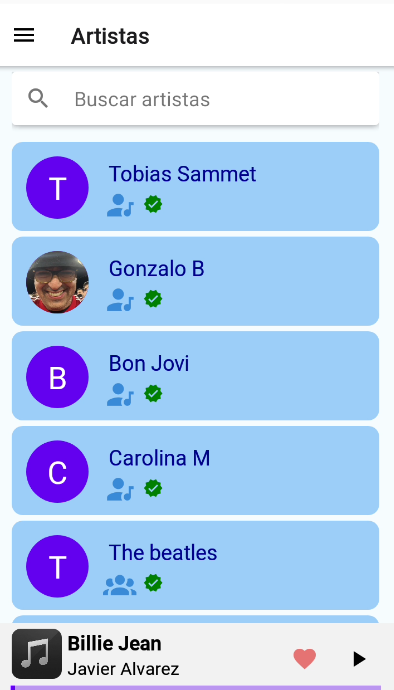 Artistas
Buscar artistas
T
Tobias Sammet
Gonzalo B
B
Bon Jovi
C
Carolina M
T
The beatles
Billie Jean
Javier Alvarez